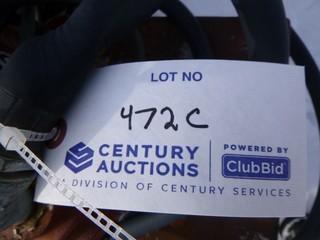 LOT NO
472C
CENTURY AUCTIONS
POWERED BY
ClubBid
A DIVISION OF CENTURY SERVICES